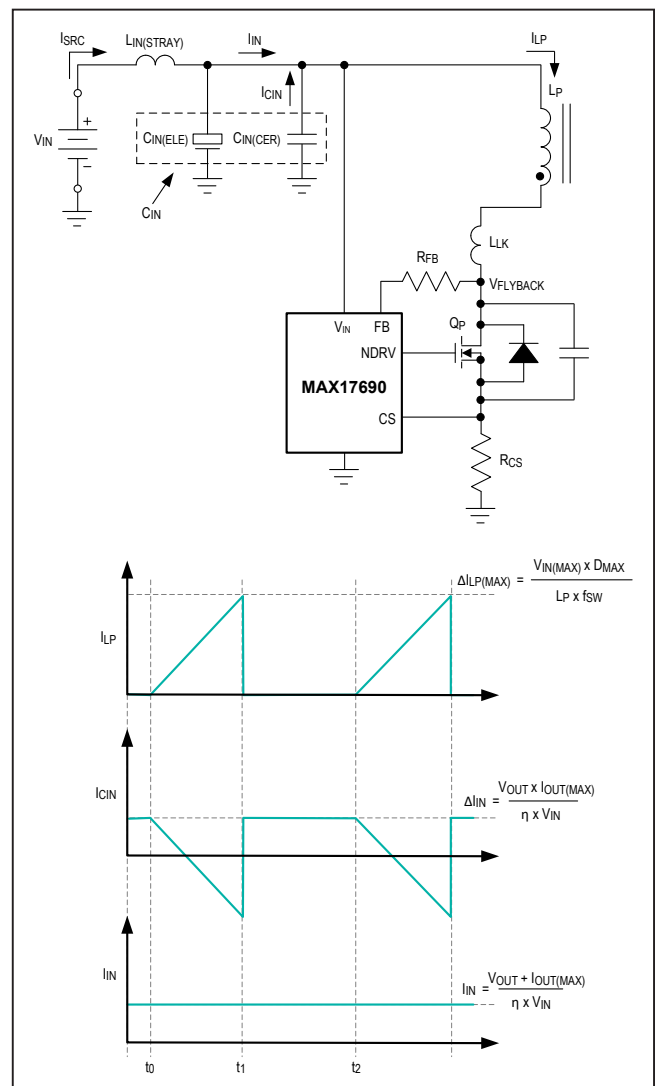 ISRC
LIN(STRAY)
IIN
ILP
LP
ICIN
+
VIN
−
CIN(ELE)
CIN(CER)
CIN
LLK
RFB
VFLYBACK
VIN
FB
QP
NDRV
MAX17690
CS
RCS
ΔILP(MAX) = VIN(MAX) x DMAX
LP x fSW
ILP
ICIN
ΔIIN = VOUT x IOUT(MAX)
η x VIN
IIN
IIN = VOUT + IOUT(MAX)
η x VIN
t0
t1
t2